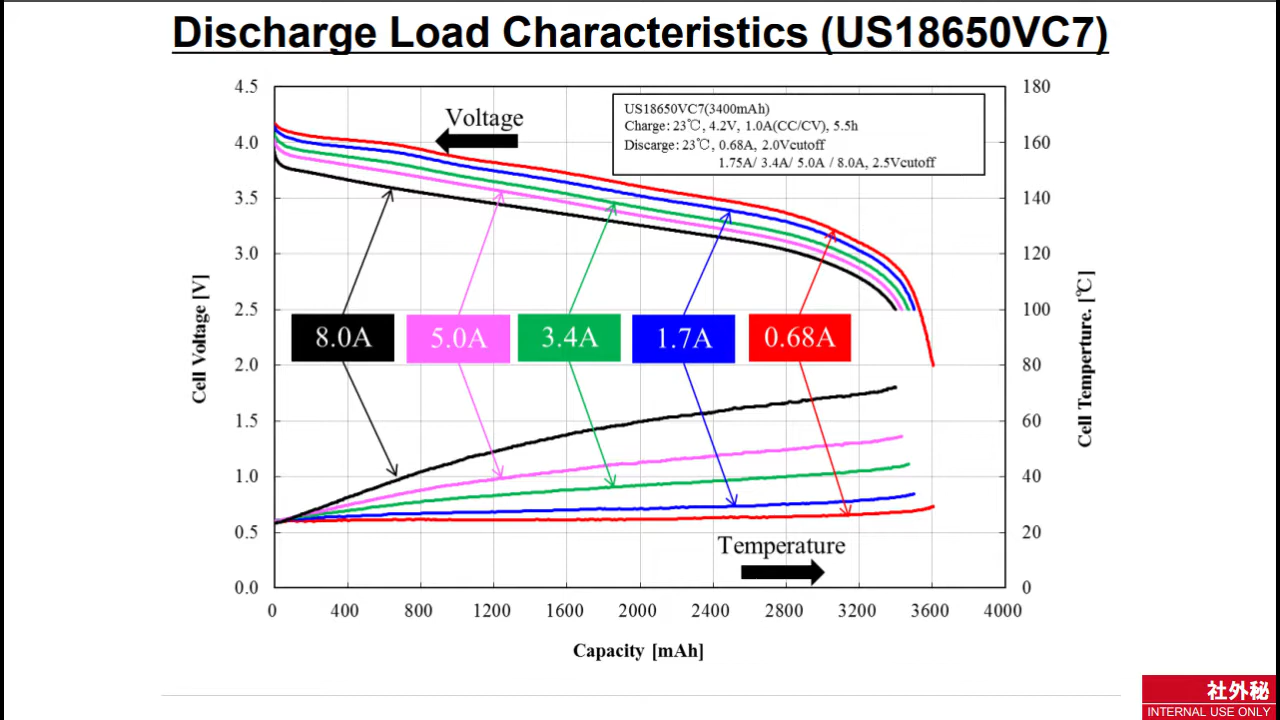 Discharge Load Characteristics (US18650VC7)
4.5
4.0
3.5
3.0
2.5
2.0
1.5
1.0
0.5
0.0
Cell Voltage [V]
Voltage
US18650VC7(3400mAh)
Charge: 23℃, 4.2V, 1.0A(CC/CV), 5.5h
Discarge: 23℃, 0.68A, 2.0Vcutoff
1.75A/ 3.4A/ 5.0A / 8.0A, 2.5Vcutoff
8.0A
5.0A
3.4A
1.7A
0.68A
Temperature
180
160
140
120
100
80
60
40
20
0
Cell Temperture. [℃]
0 400 800 1200 1600 2000 2400 2800 3200 3600 4000
Capacity [mAh]
社外秘
INTERNAL USE ONLY